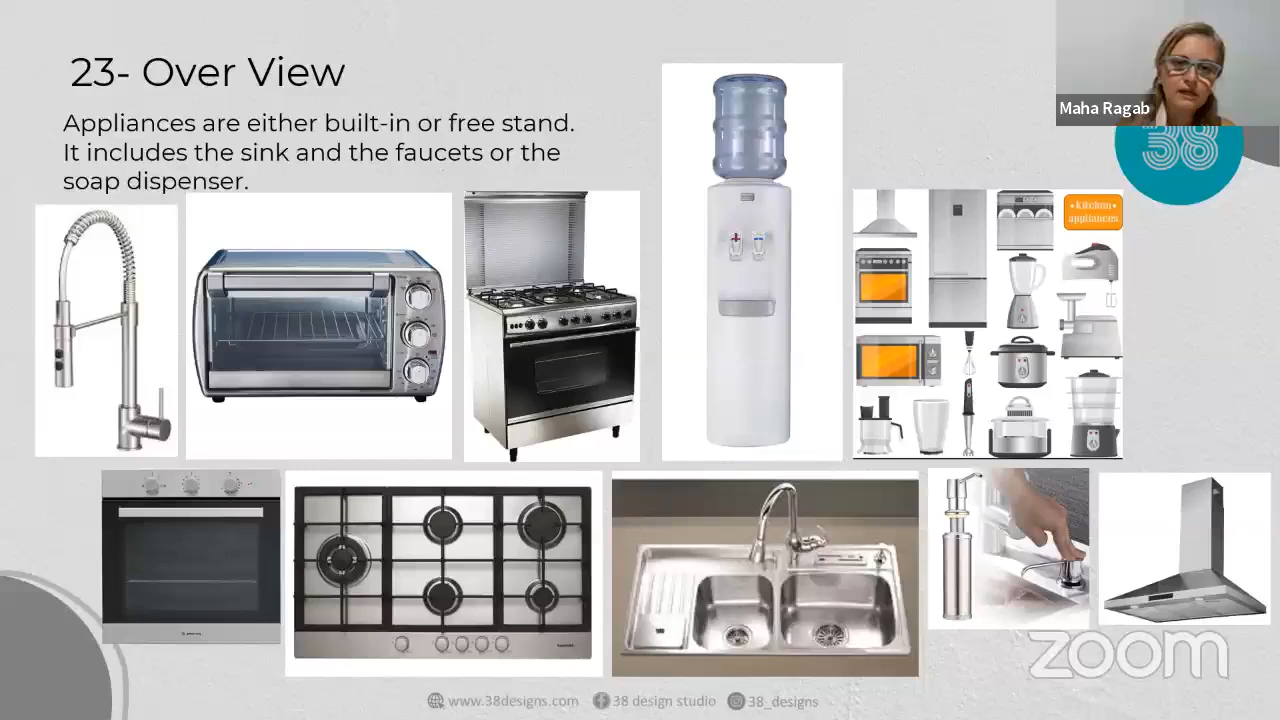 23- Over View
Appliances are either built-in or free stand.
It includes the sink and the faucets or the
soap dispenser.
Maha Ragab
38
•Kitchen•
appliances
zoom
www.38designs.com 38 design studio 38_designs